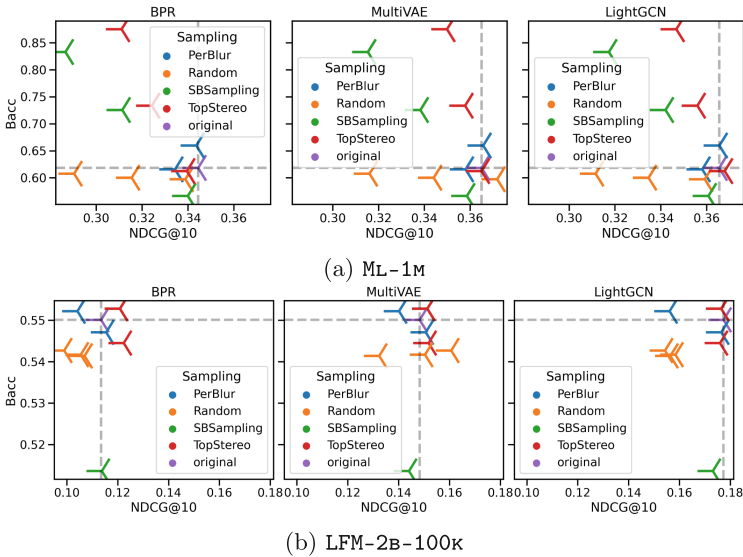 BPR
MultiVAE
LightGCN
Bacc
0.85
0.80
0.75
0.70
0.65
0.60
Sampling
PerBlur
Random
SBSampling
TopStereo
original
Sampling
PerBlur
Random
SBSampling
TopStereo
original
Sampling
PerBlur
Random
SBSampling
TopStereo
original
0.30 0.32 0.34 0.36
0.30 0.32 0.34 0.36
0.30 0.32 0.34 0.36
NDCG@10
NDCG@10
NDCG@10
(a) ML-1M
BPR
MultiVAE
LightGCN
Bacc
0.55
0.54
0.53
0.52
Sampling
PerBlur
Random
SBSampling
TopStereo
original
Sampling
PerBlur
Random
SBSampling
TopStereo
original
Sampling
PerBlur
Random
SBSampling
TopStereo
original
0.10 0.12 0.14 0.16 0.18
0.10 0.12 0.14 0.16 0.18
0.10 0.12 0.14 0.16 0.18
NDCG@10
NDCG@10
NDCG@10
(b) LFM-2B-100K